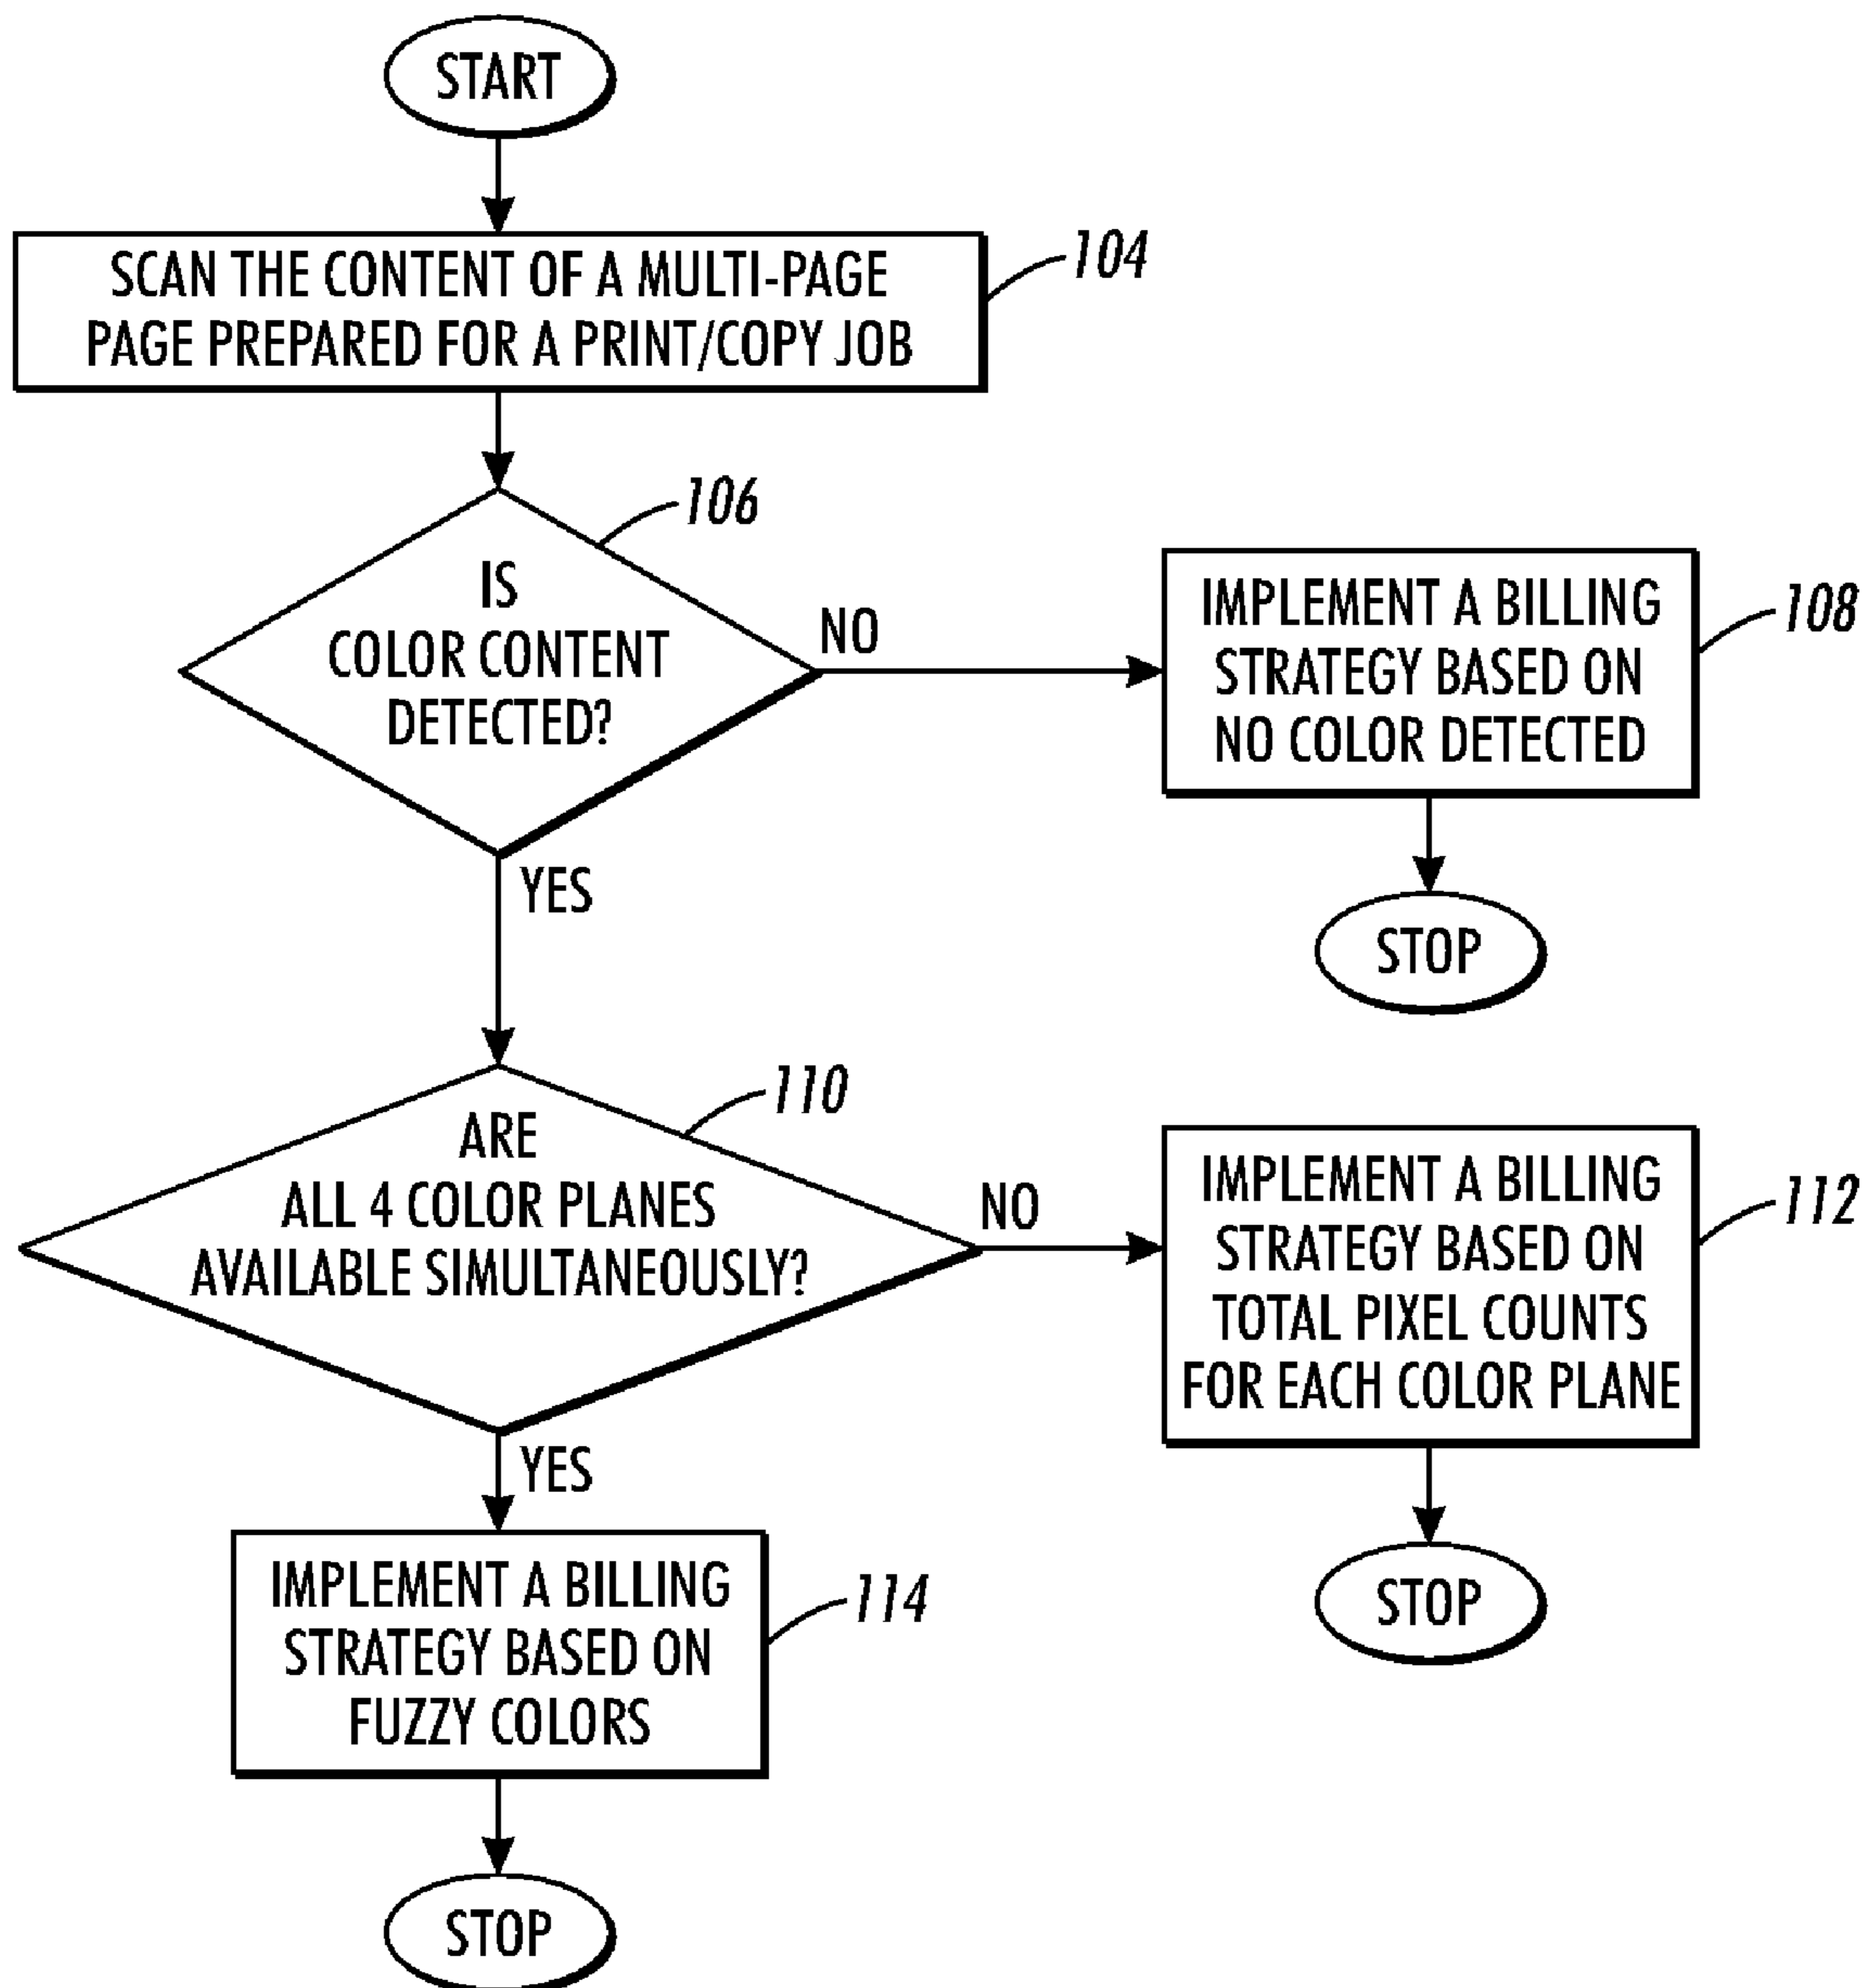 START
SCAN THE CONTENT OF A MULTI-PAGE
PAGE PREPARED FOR A PRINT/COPY JOB
104
106
IS
COLOR CONTENT
DETECTED?
NO
IMPLEMENT A BILLING
STRATEGY BASED ON
NO COLOR DETECTED
108
STOP
YES
110
ARE
ALL 4 COLOR PLANES
AVAILABLE SIMULTANEOUSLY?
NO
IMPLEMENT A BILLING
STRATEGY BASED ON
TOTAL PIXEL COUNTS
FOR EACH COLOR PLANE
112
STOP
YES
IMPLEMENT A BILLING
STRATEGY BASED ON
FUZZY COLORS
114
STOP